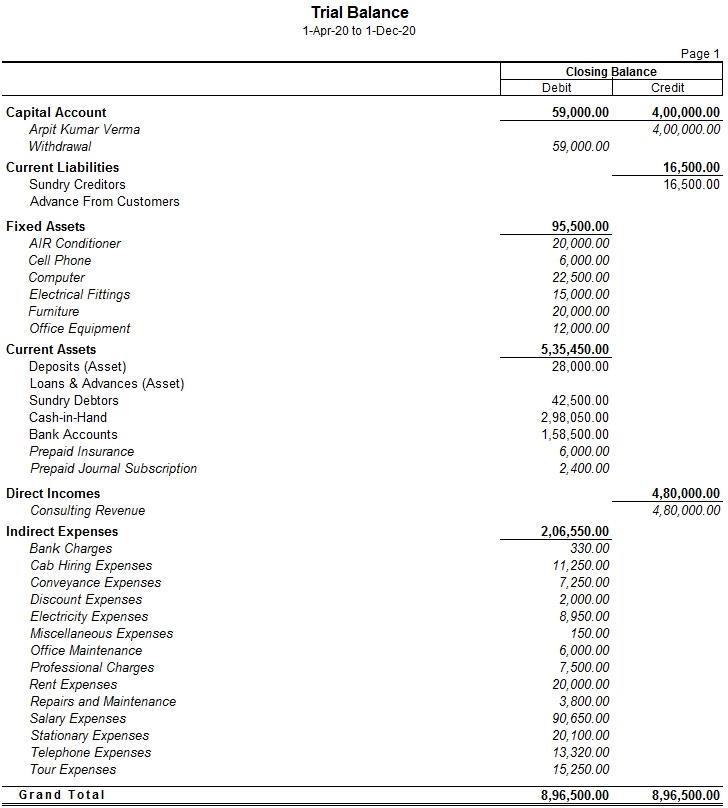 Trial Balance
1-Apr-20 to 1-Dec-20
Page 1
Closing Balance
Debit Credit
Capital Account 59,000.00 4,00,000.00
Arpit Kumar Verma 4,00,000.00
Withdrawal 59,000.00
Current Liabilities 16,500.00
Sundry Creditors 16,500.00
Advance From Customers
Fixed Assets 95,500.00
AIR Conditioner 20,000.00
Cell Phone 6,000.00
Computer 22,500.00
Electrical Fittings 15,000.00
Furniture 20,000.00
Office Equipment 12,000.00
Current Assets 5,35,450.00
Deposits (Asset) 28,000.00
Loans & Advances (Asset)
Sundry Debtors 42,500.00
Cash-in-Hand 2,98,050.00
Bank Accounts 1,58,500.00
Prepaid Insurance 6,000.00
Prepaid Journal Subscription 2,400.00
Direct Incomes 4,80,000.00
Consulting Revenue 4,80,000.00
Indirect Expenses 2,06,550.00
Bank Charges 330.00
Cab Hiring Expenses 11,250.00
Conveyance Expenses 7,250.00
Discount Expenses 2,000.00
Electricity Expenses 8,950.00
Miscellaneous Expenses 150.00
Office Maintenance 6,000.00
Professional Charges 7,500.00
Rent Expenses 20,000.00
Repairs and Maintenance 3,800.00
Salary Expenses 90,650.00
Stationary Expenses 20,100.00
Telephone Expenses 13,320.00
Tour Expenses 15,250.00
Grand Total 8,96,500.00 8,96,500.00